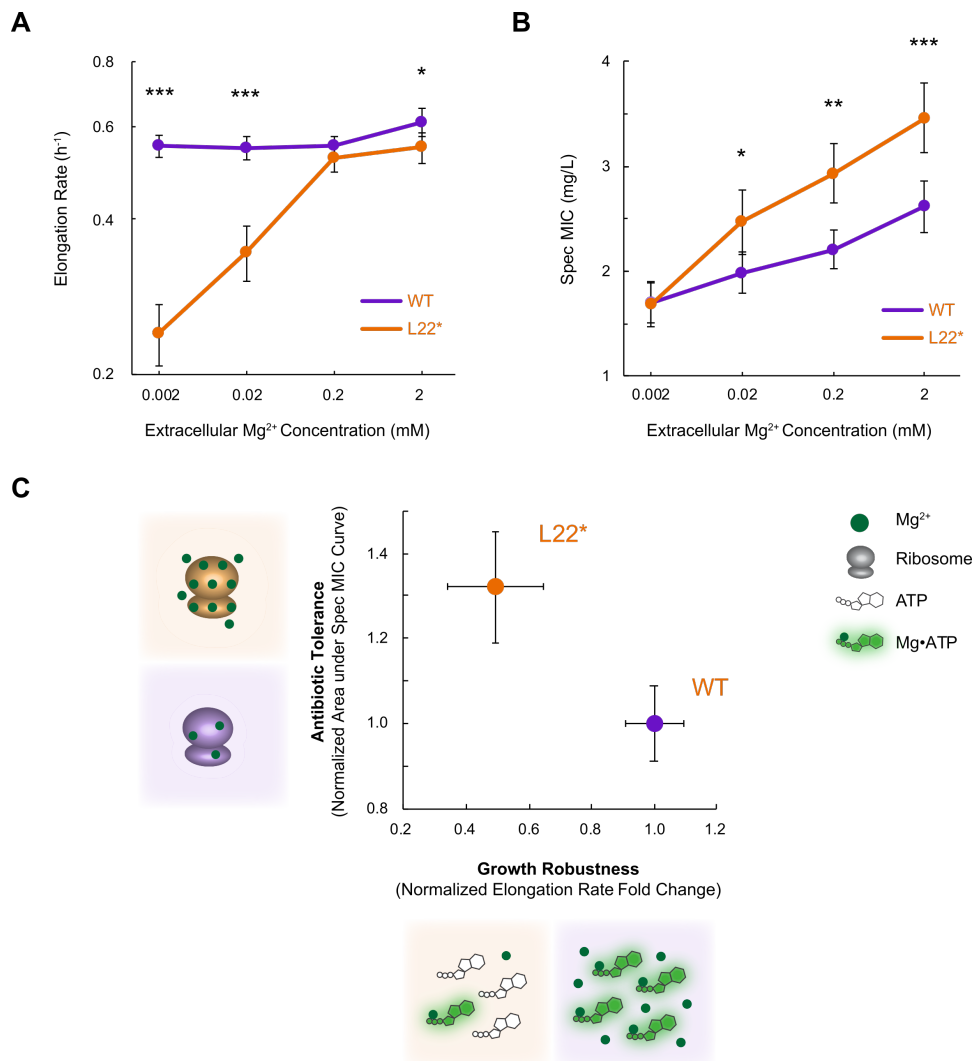 A
0.8
0.6
0.4
0.2
Elongation Rate (h⁻¹)
***
***
*
WT
L22*
0.002
0.02
0.2
2
Extracellular Mg²⁺ Concentration (mM)
B
4
3
2
1
Spec MIC (mg/L)
*
**
***
WT
L22*
0.002
0.02
0.2
2
Extracellular Mg²⁺ Concentration (mM)
C
Antibiotic Tolerance
(Normalized Area under Spec MIC Curve)
1.4
1.2
1.0
0.8
L22*
WT
0.2
0.4
0.6
0.8
1.0
1.2
Growth Robustness
(Normalized Elongation Rate Fold Change)
Mg²⁺
Ribosome
ATP
Mg•ATP